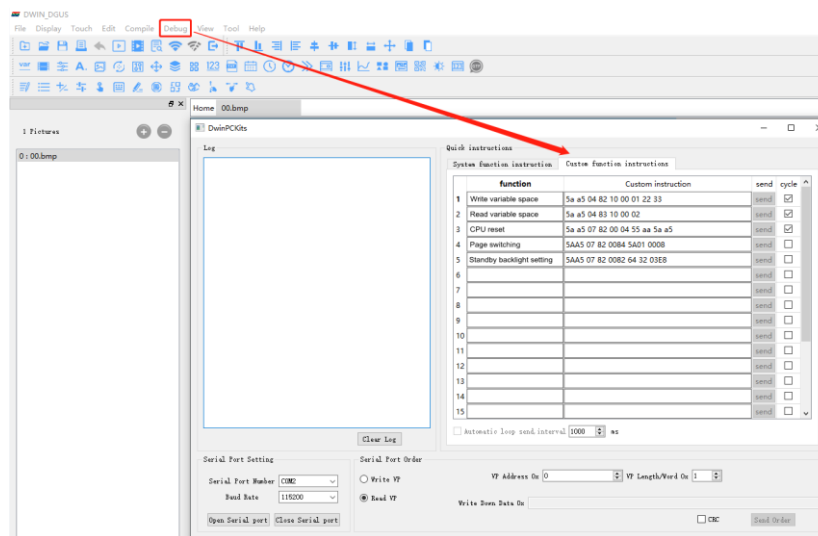 DWIN_DGUS
File Display Touch Edit Compile Debug View Tool Help
Home 00.bmp
1 Pictures
0 : 00.bmp
DwinPCKits
Log
Quick instructions
System function instruction Custom function instructions
function Custom instruction send cycle
1 Write variable space 5a a5 04 82 10 00 01 22 33 send
2 Read variable space 5a a5 04 83 10 00 02 send
3 CPU reset 5a a5 07 82 00 04 55 aa 5a a5 send
4 Page switching 5AA5 07 82 0084 5A01 0008 send
5 Standby backlight setting 5AA5 07 82 0082 64 32 03E8 send
6 send
7 send
8 send
9 send
10 send
11 send
12 send
13 send
14 send
15 send
Automatic loop send.interval 1000 ms
Clear Log
Serial Port Setting
Serial Port Number COM2
Baud Rate 115200
Open Serial port Close Serial port
Serial Port Order
Write VP
Read VP
VP Address 0x 0 VP Length/Word 0x 1
Write Down Data 0x
CRC Send Order